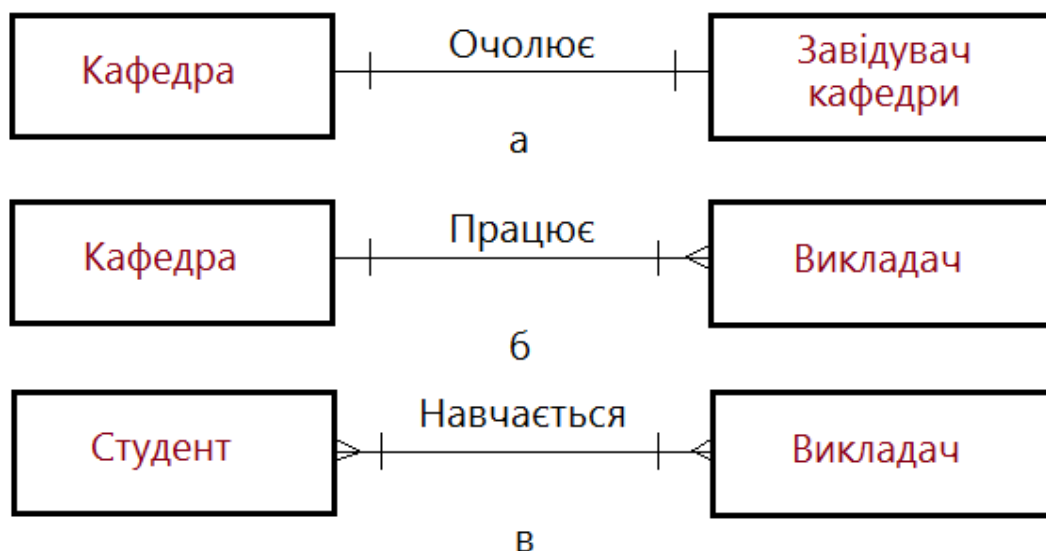 Кафедра
Очолює
Завідувач
кафедри
а
Кафедра
Працює
Викладач
б
Студент
Навчається
Викладач
в